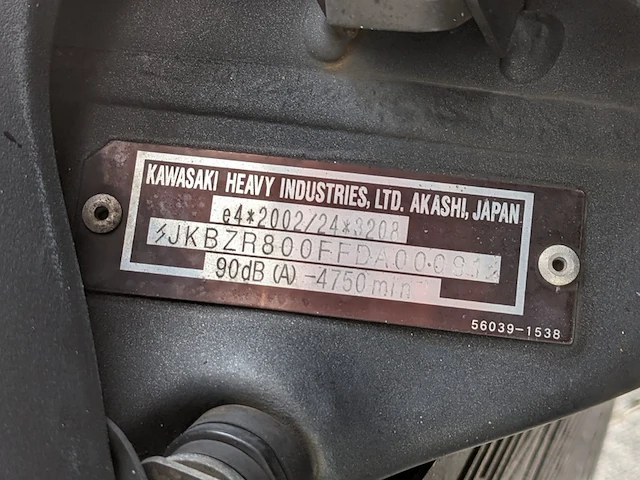 KAWASAKI HEAVY INDUSTRIES, LTD. AKASHI, JAPAN
e4*2002/24*3208
90dB (A) -4750 min
56039-1538